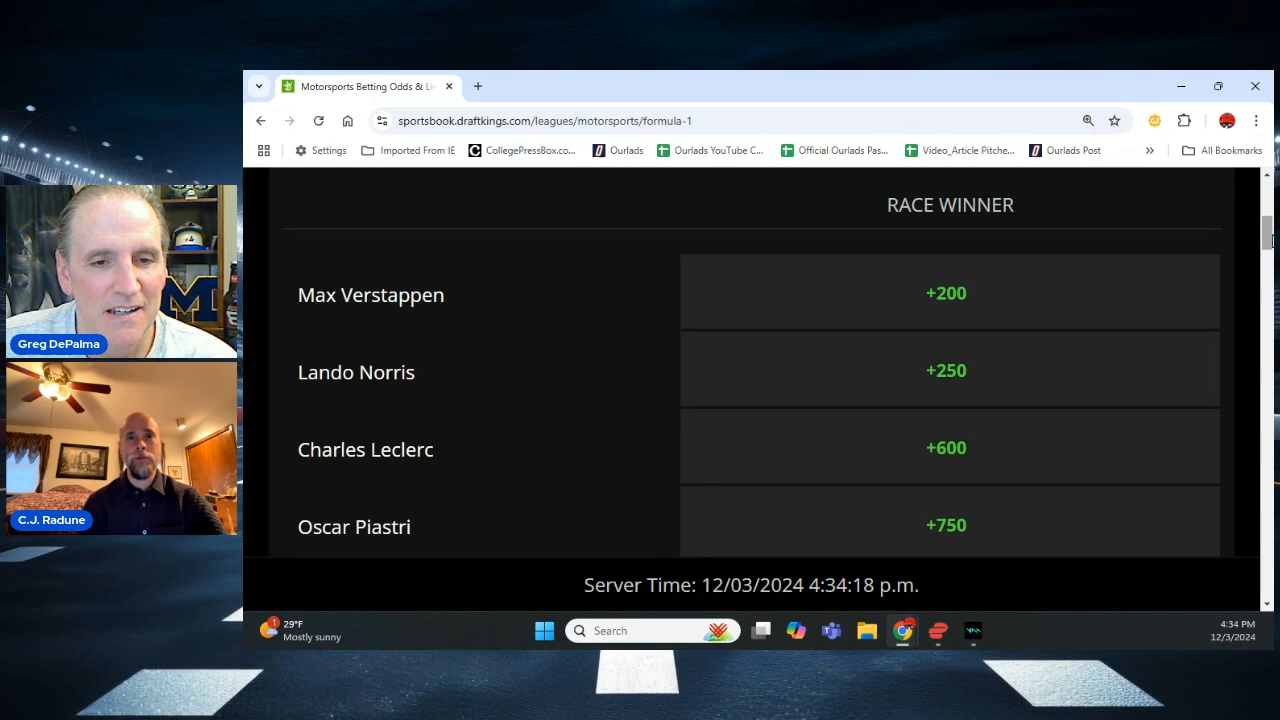 Motorsports Betting Odds & Li
sportsbook.draftkings.com/leagues/motorsports/formula-1
Settings
Imported From IE
CollegePressBox.co...
Ourlads
Ourlads YouTube C...
Official Ourlads Pas...
Video_Article Pitche...
Ourlads Post
»
All Bookmarks
RACE WINNER
Max Verstappen +200
Lando Norris +250
Charles Leclerc +600
Oscar Piastri +750
Server Time: 12/03/2024 4:34:18 p.m.
M
Greg DePalma
C.J. Radune
1
29°F
Mostly sunny
Search
4:34 PM
12/3/2024